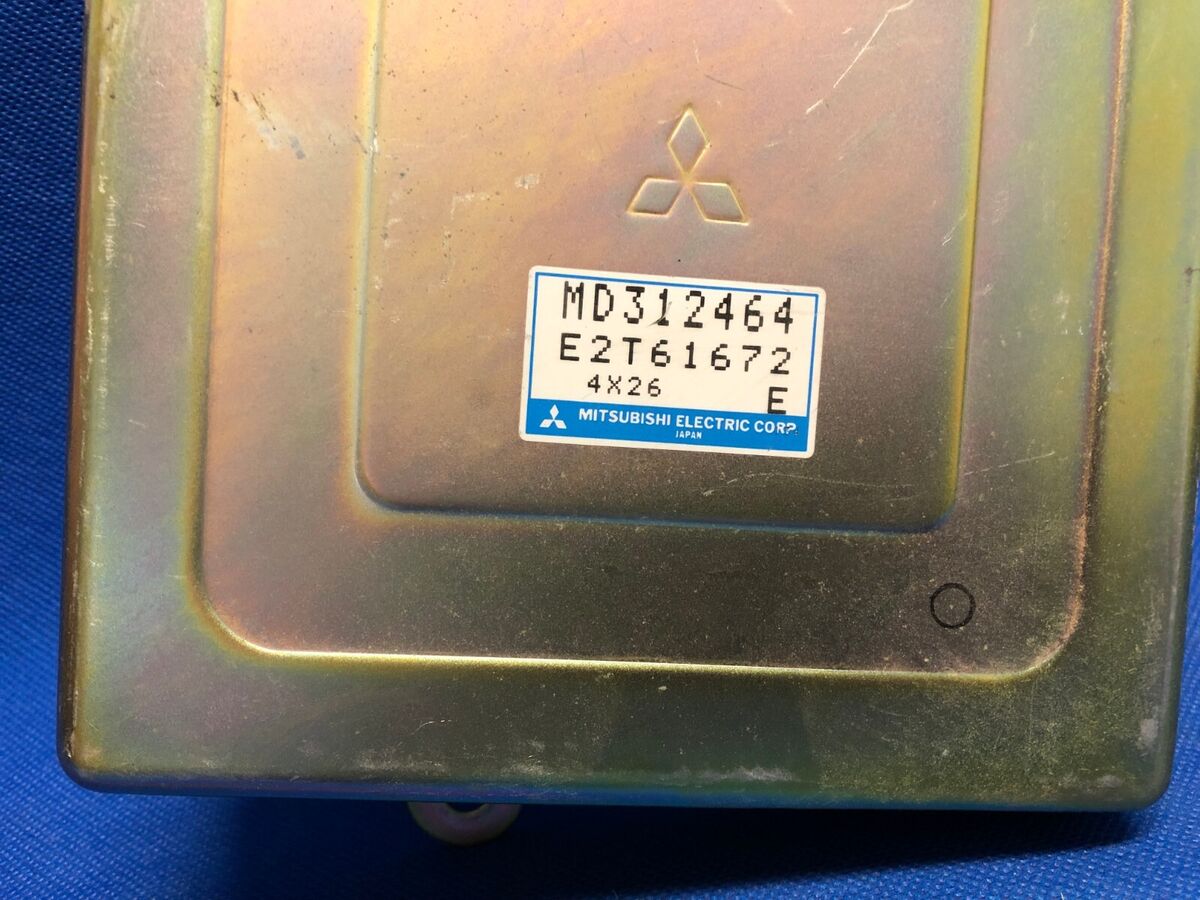 MD312464
E2T61672
4X26 E
MITSUBISHI ELECTRIC CORP.
JAPAN